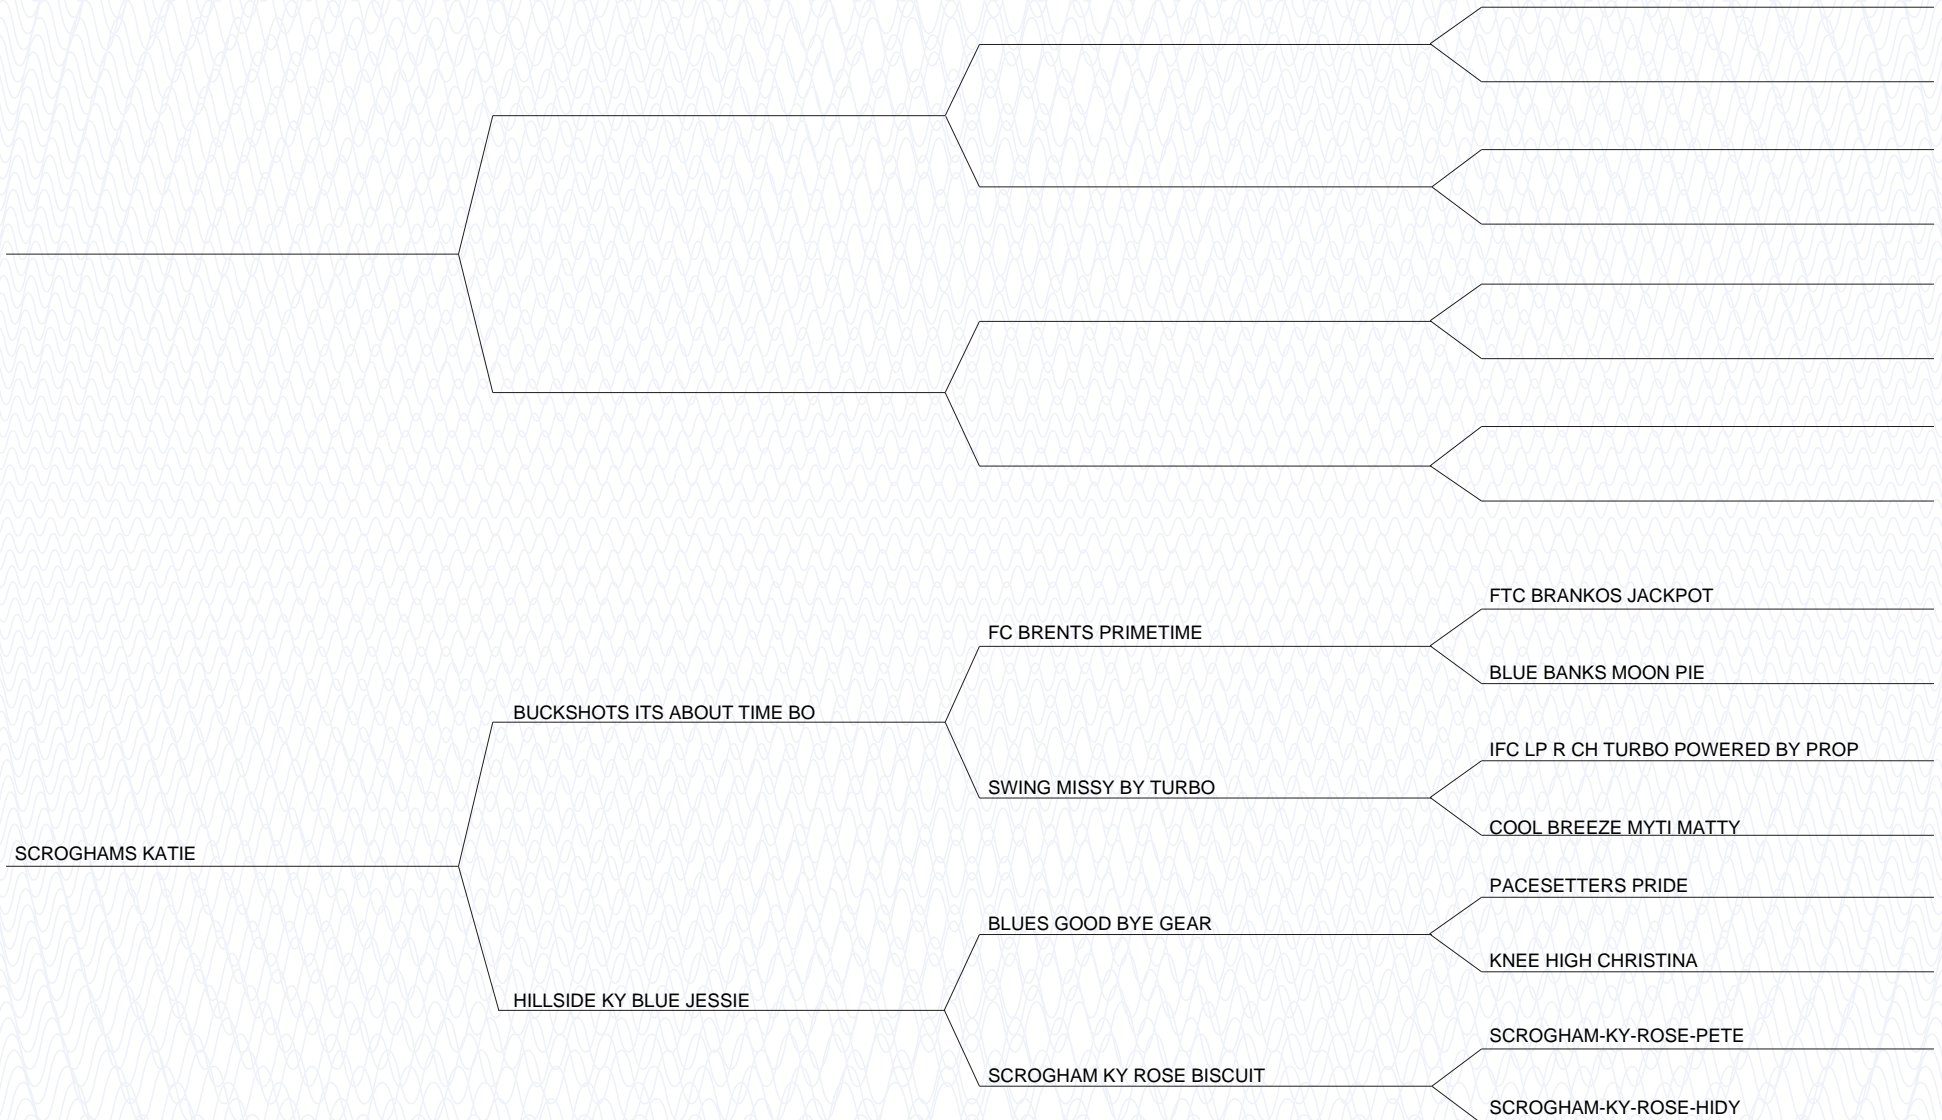 FTC BRANKOS JACKPOT
FC BRENTS PRIMETIME
BLUE BANKS MOON PIE
BUCKSHOTS ITS ABOUT TIME BO
IFC LP R CH TURBO POWERED BY PROP
SWING MISSY BY TURBO
COOL BREEZE MYTI MATTY
SCROGHAMS KATIE
PACESETTERS PRIDE
BLUES GOOD BYE GEAR
KNEE HIGH CHRISTINA
HILLSIDE KY BLUE JESSIE
SCROGHAM-KY-ROSE-PETE
SCROGHAM KY ROSE BISCUIT
SCROGHAM-KY-ROSE-HIDY